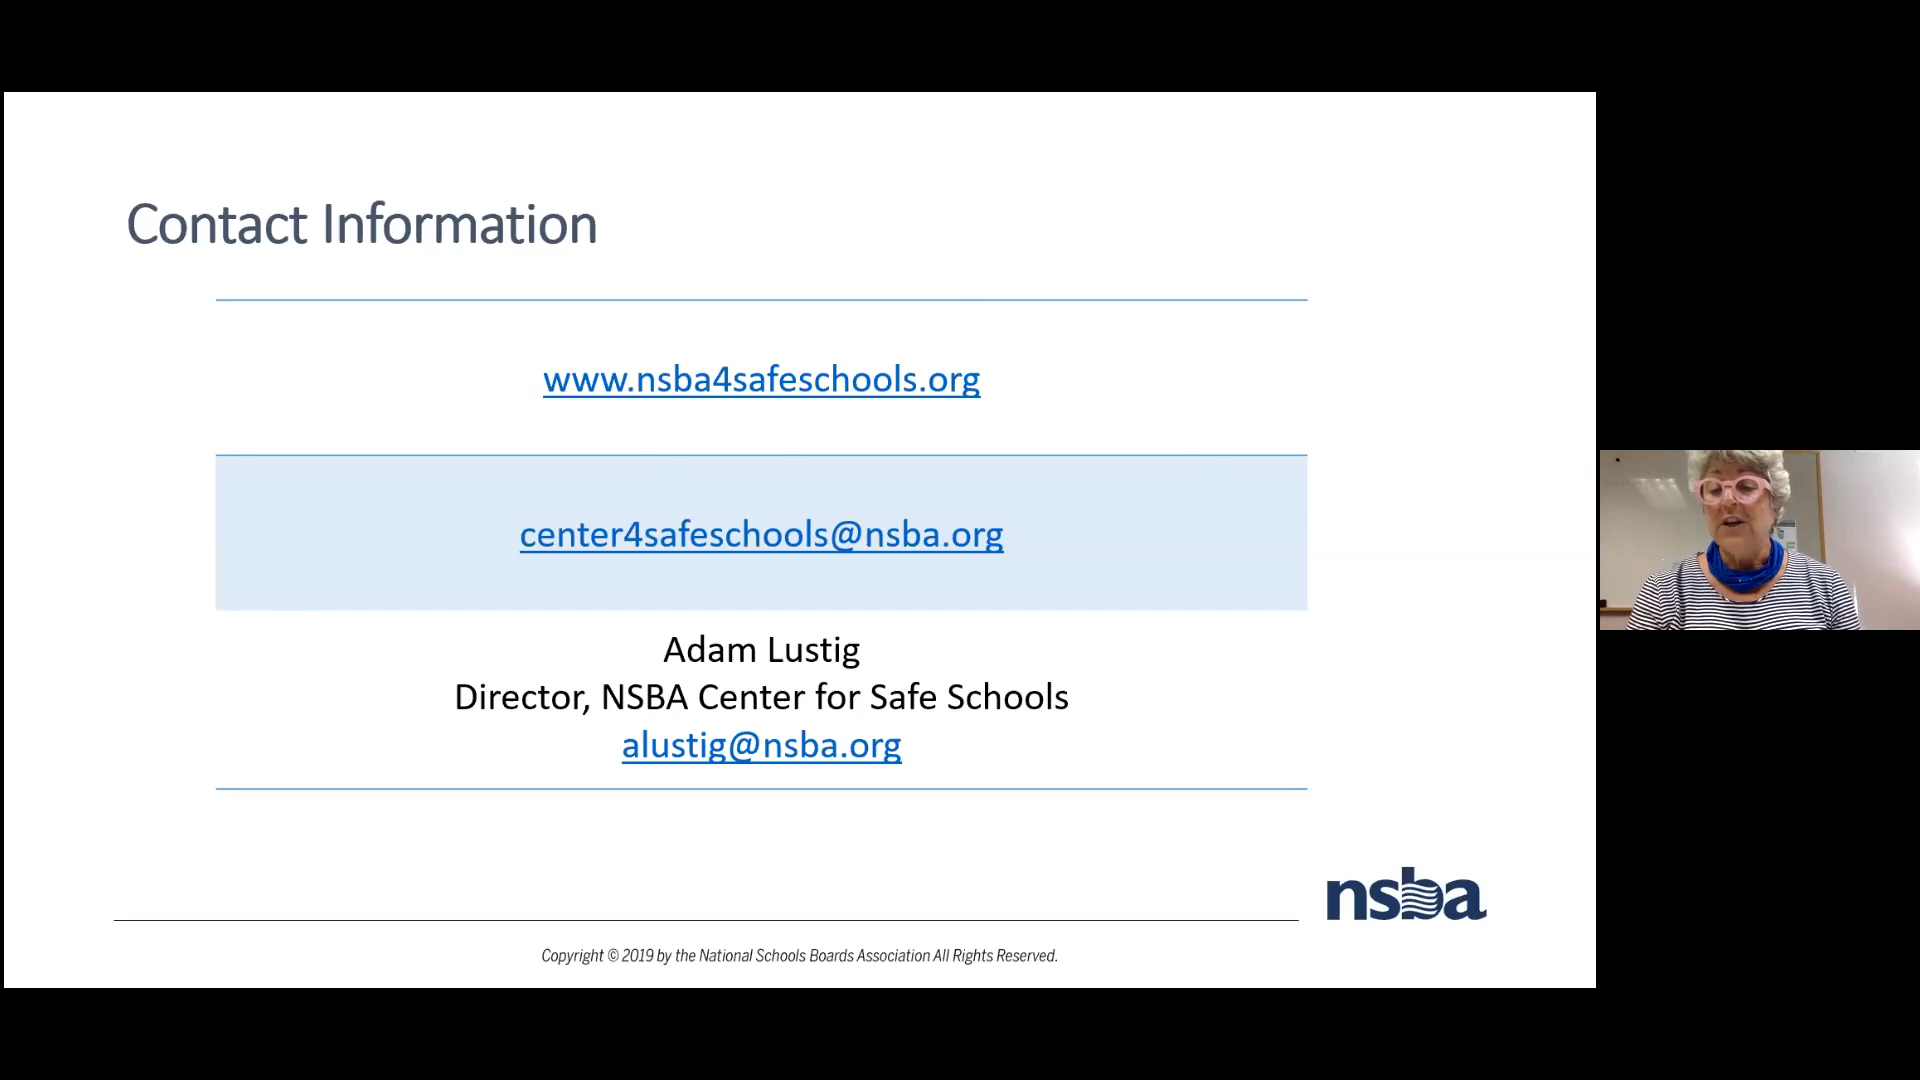 Contact Information
www.nsba4safeschools.org
center4safeschools@nsba.org
Adam Lustig
Director, NSBA Center for Safe Schools
alustig@nsba.org
nsba
Copyright © 2019 by the National Schools Boards Association All Rights Reserved.